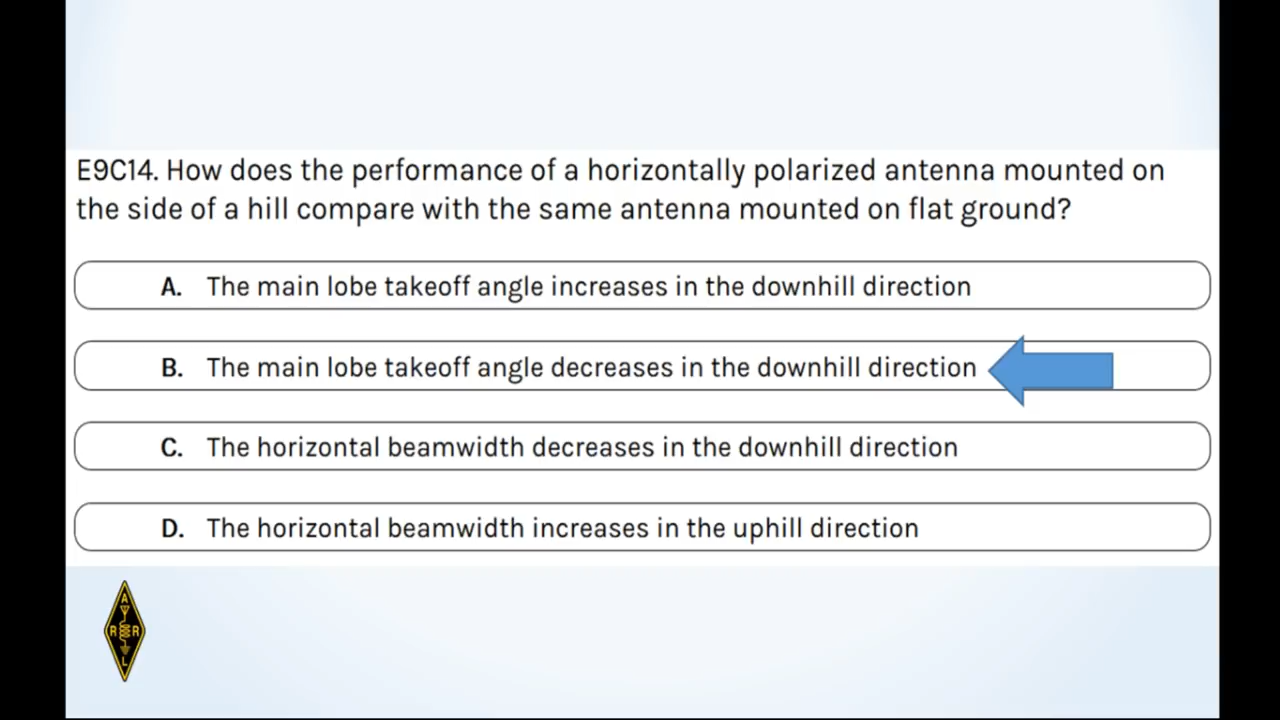 E9C14. How does the performance of a horizontally polarized antenna mounted on
the side of a hill compare with the same antenna mounted on flat ground?
A. The main lobe takeoff angle increases in the downhill direction
B. The main lobe takeoff angle decreases in the downhill direction
C. The horizontal beamwidth decreases in the downhill direction
D. The horizontal beamwidth increases in the uphill direction
A
R R
L